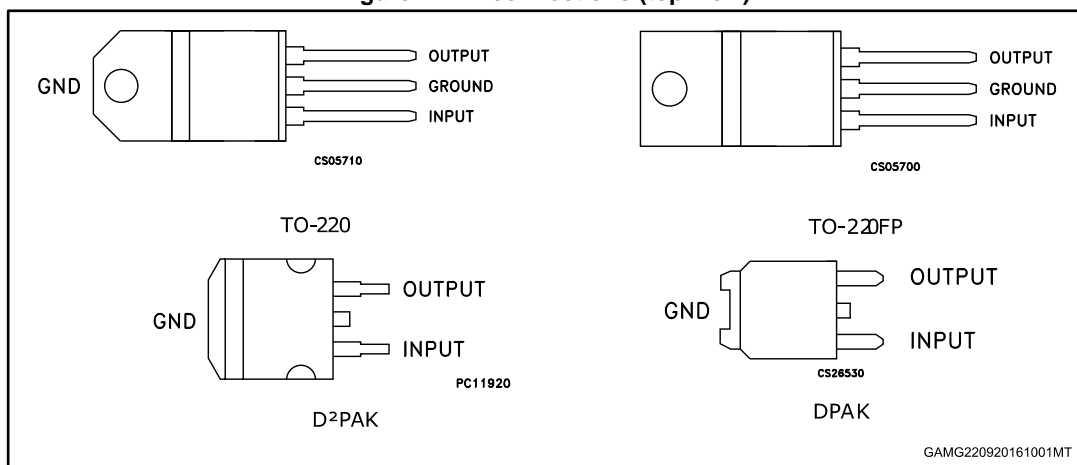 GND
OUTPUT
GROUND
INPUT
CS05710
TO-220
OUTPUT
GROUND
INPUT
CS05700
TO-220FP
GND
OUTPUT
INPUT
PC11920
D²PAK
GND
OUTPUT
INPUT
CS26530
DPAK
GAMG220920161001MT